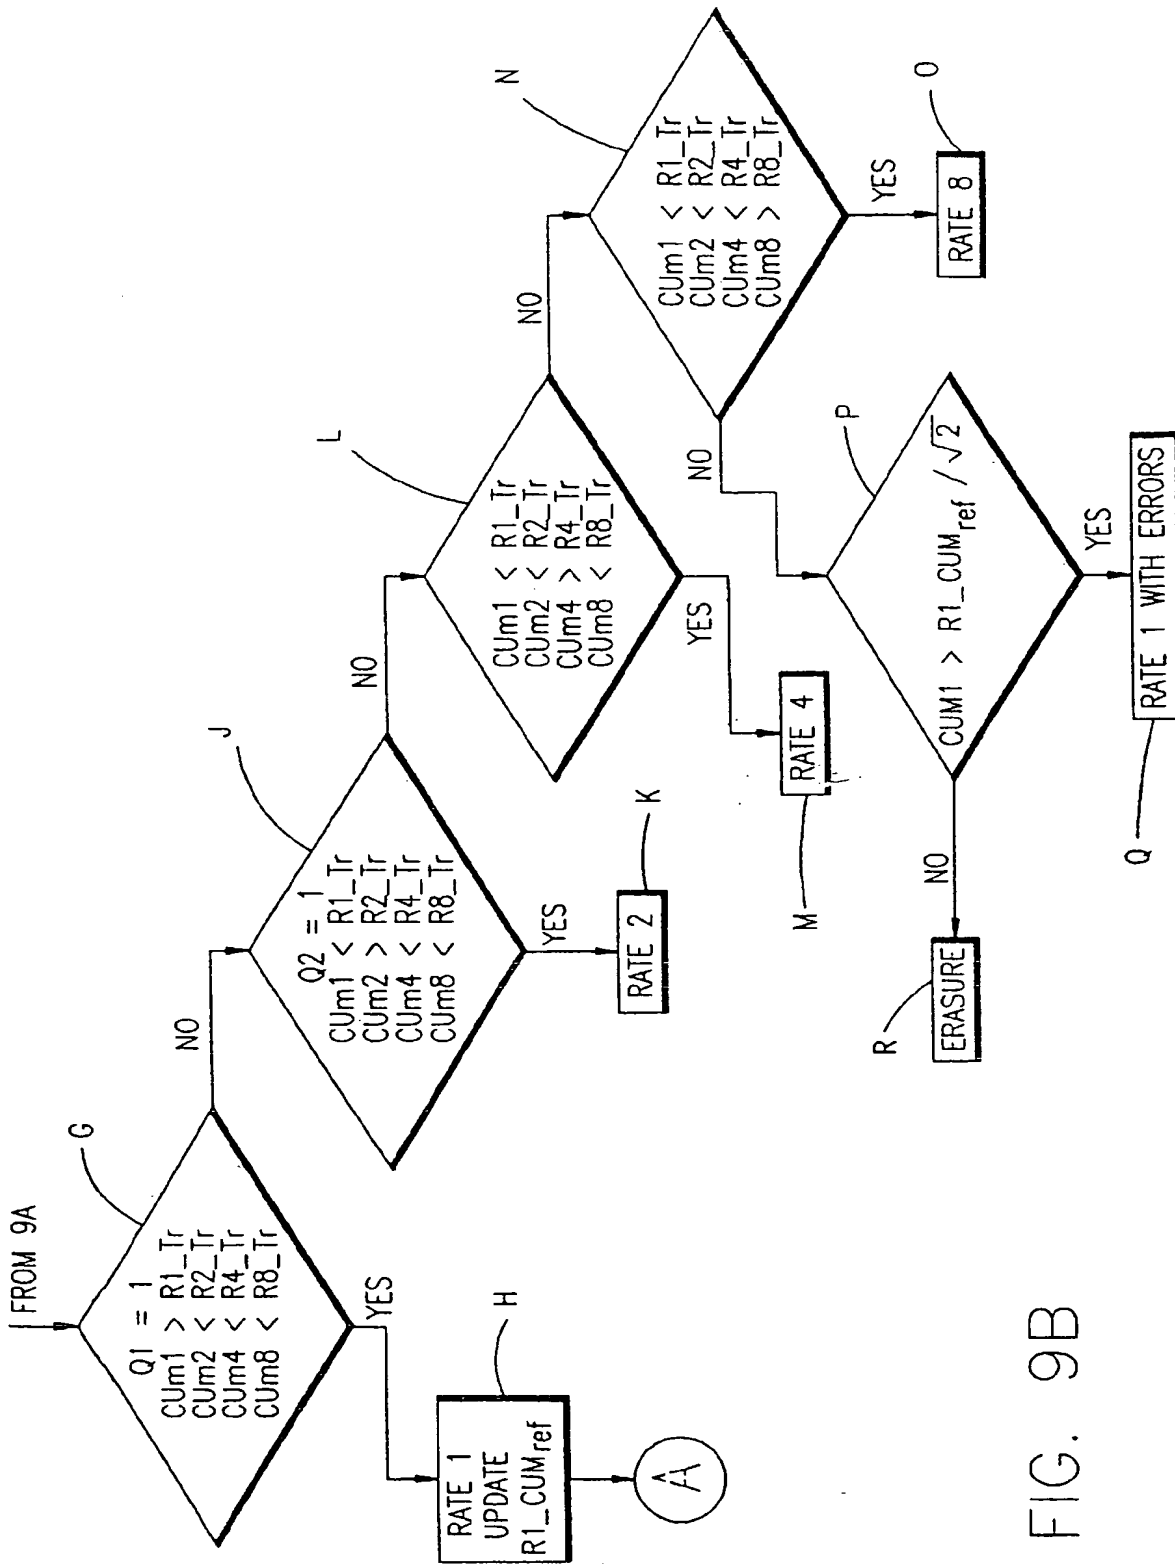 FROM 9A
G
Q1 = 1
CUm1 > R1_Tr
CUm2 < R2_Tr
CUm4 < R4_Tr
CUm8 < R8_Tr
YES
NO
H
RATE 1
UPDATE
R1_CUMref
A
J
Q2 = 1
CUm1 < R1_Tr
CUm2 > R2_Tr
CUm4 < R4_Tr
CUm8 < R8_Tr
YES
NO
K
RATE 2
L
CUm1 < R1_Tr
CUm2 < R2_Tr
CUm4 > R4_Tr
CUm8 < R8_Tr
YES
NO
M
RATE 4
N
CUm1 < R1_Tr
CUm2 < R2_Tr
CUm4 < R4_Tr
CUm8 > R8_Tr
YES
NO
O
RATE 8
P
CUM1 > R1_CUMref / √2
NO
YES
R
ERASURE
Q
RATE 1 WITH ERRORS
FIG. 9B